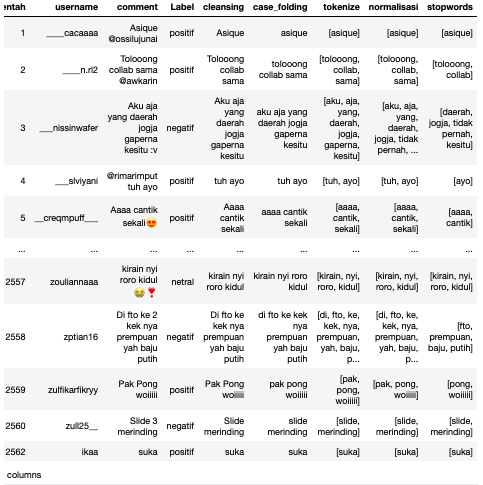 entah username comment Label cleansing case_folding tokenize normalisasi stopwords
1 ____cacaaaa Asique @ossilujunai positif Asique asique [asique] [asique] [asique]
2 ____n.rl2 Tolooong collab sama @awkarin positif Tolooong collab sama tolooong collab sama [tolooong, collab, sama] [tolooong, collab, sama] [tolooong, collab]
3 ___nissinwafer Aku aja yang daerah jogja gaperna kesitu :v negatif Aku aja yang daerah jogja gaperna kesitu aku aja yang daerah jogja gaperna kesitu [aku, aja, yang, daerah, jogja, gaperna, kesitu] [aku, aja, yang, daerah, jogja, tidak pernah, ... [daerah, jogja, tidak pernah, kesitu]
4 ___slviyani @rimarimput tuh ayo positif tuh ayo tuh ayo [tuh, ayo] [tuh, ayo] [ayo]
5 __creqmpuff___ Aaaa cantik sekali😍 positif Aaaa cantik sekali aaaa cantik sekali [aaaa, cantik, sekali] [aaaa, cantik, sekali] [aaaa, cantik]
... ... ... ... ... ... ... ... ...
2557 zouliannaaa kirain nyi roro kidul 😭❣️ netral kirain nyi roro kidul kirain nyi roro kidul [kirain, nyi, roro, kidul] [kirain, nyi, roro, kidul] [kirain, nyi, roro, kidul]
2558 zptian16 Di fto ke 2 kek nya prempuan yah baju putih negatif Di fto ke kek nya prempuan yah baju putih di fto ke kek nya prempuan yah baju putih [di, fto, ke, kek, nya, prempuan, yah, baju, p... [di, fto, ke, kek, nya, prempuan, yah, baju, p... [fto, prempuan, baju, putih]
2559 zulfikarfikryy Pak Pong woiiiii positif Pak Pong woiiiii pak pong woiiiii [pak, pong, woiiiii] [pak, pong, woiiiii] [pong, woiiiii]
2560 zull25__ Slide 3 merinding negatif Slide merinding slide merinding [slide, merinding] [slide, merinding] [slide, merinding]
2562 ikaa suka positif suka suka [suka] [suka] [suka]
columns